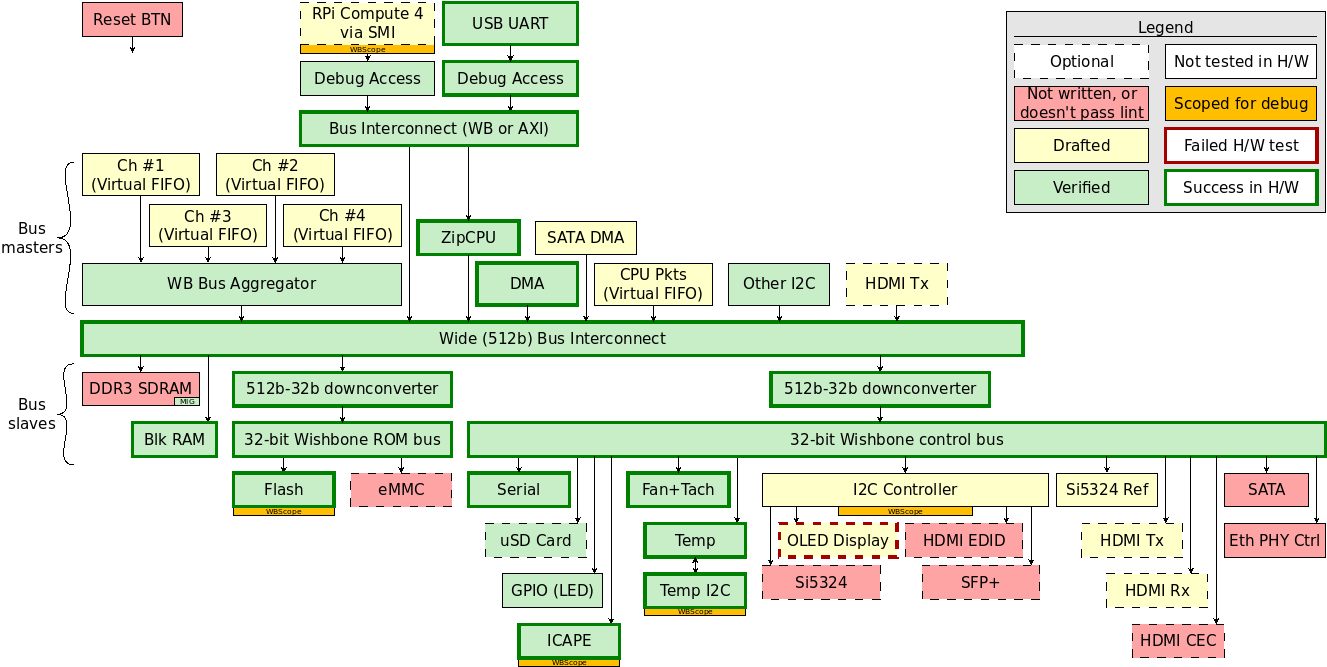 Reset BTN
RPi Compute 4
via SMI
WBScope
USB UART
Debug Access
Debug Access
Bus Interconnect (WB or AXI)
Legend
Optional
Not tested in H/W
Not written, or
doesn't pass lint
Scoped for debug
Drafted
Failed H/W test
Verified
Success in H/W
Bus
masters
Ch #1
(Virtual FIFO)
Ch #2
(Virtual FIFO)
Ch #3
(Virtual FIFO)
Ch #4
(Virtual FIFO)
ZipCPU
SATA DMA
WB Bus Aggregator
DMA
CPU Pkts
(Virtual FIFO)
Other I2C
HDMI Tx
Wide (512b) Bus Interconnect
Bus
slaves
DDR3 SDRAM
MIG
512b-32b downconverter
512b-32b downconverter
Blk RAM
32-bit Wishbone ROM bus
32-bit Wishbone control bus
Flash
WBScope
eMMC
Serial
Fan+Tach
I2C Controller
WBScope
Si5324 Ref
SATA
uSD Card
Temp
OLED Display
HDMI EDID
HDMI Tx
Eth PHY Ctrl
GPIO (LED)
Temp I2C
WBScope
Si5324
SFP+
HDMI Rx
ICAPE
WBScope
HDMI CEC